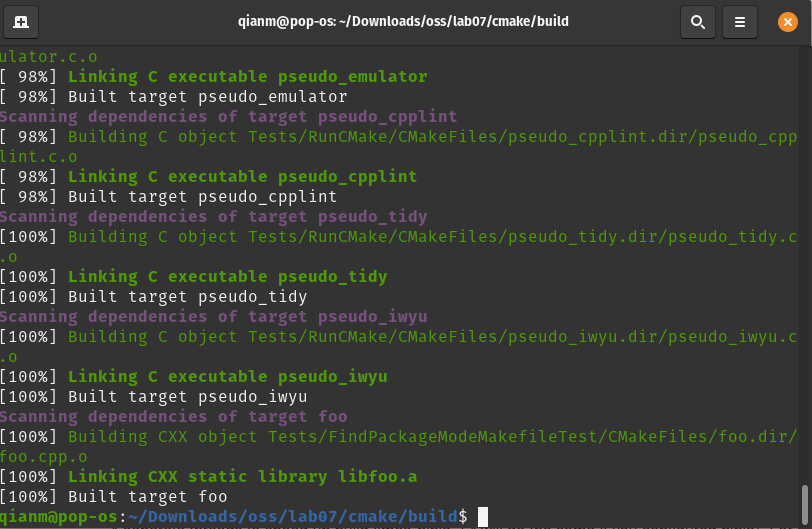 qianm@pop-os: ~/Downloads/oss/lab07/cmake/build
ulator.c.o
[ 98%] Linking C executable pseudo_emulator
[ 98%] Built target pseudo_emulator
Scanning dependencies of target pseudo_cpplint
[ 98%] Building C object Tests/RunCMake/CMakeFiles/pseudo_cpplint.dir/pseudo_cpp
lint.c.o
[ 98%] Linking C executable pseudo_cpplint
[ 98%] Built target pseudo_cpplint
Scanning dependencies of target pseudo_tidy
[100%] Building C object Tests/RunCMake/CMakeFiles/pseudo_tidy.dir/pseudo_tidy.c
.o
[100%] Linking C executable pseudo_tidy
[100%] Built target pseudo_tidy
Scanning dependencies of target pseudo_iwyu
[100%] Building C object Tests/RunCMake/CMakeFiles/pseudo_iwyu.dir/pseudo_iwyu.c
.o
[100%] Linking C executable pseudo_iwyu
[100%] Built target pseudo_iwyu
Scanning dependencies of target foo
[100%] Building CXX object Tests/FindPackageModeMakefileTest/CMakeFiles/foo.dir/
foo.cpp.o
[100%] Linking CXX static library libfoo.a
[100%] Built target foo
qianm@pop-os:~/Downloads/oss/lab07/cmake/build$